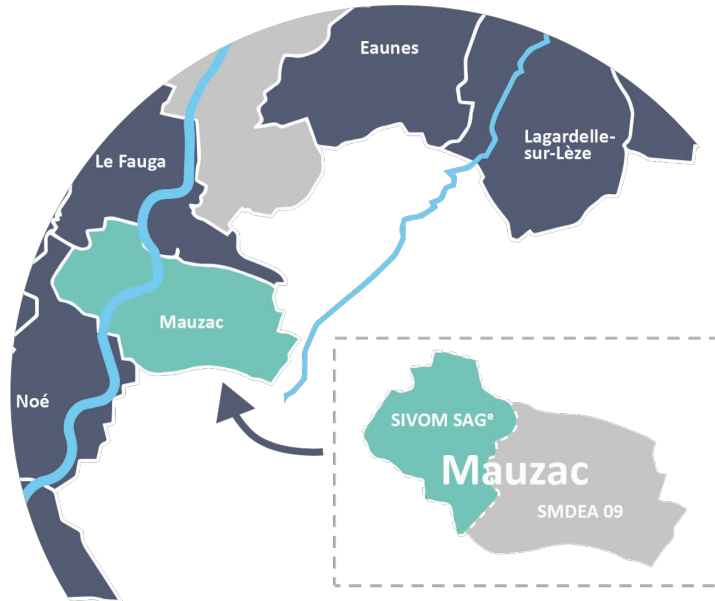 Eaunes
Lagardelle-
sur-Lèze
Le Fauga
Mauzac
Noé
SIVOM SAGᵉ
Mauzac
SMDEA 09